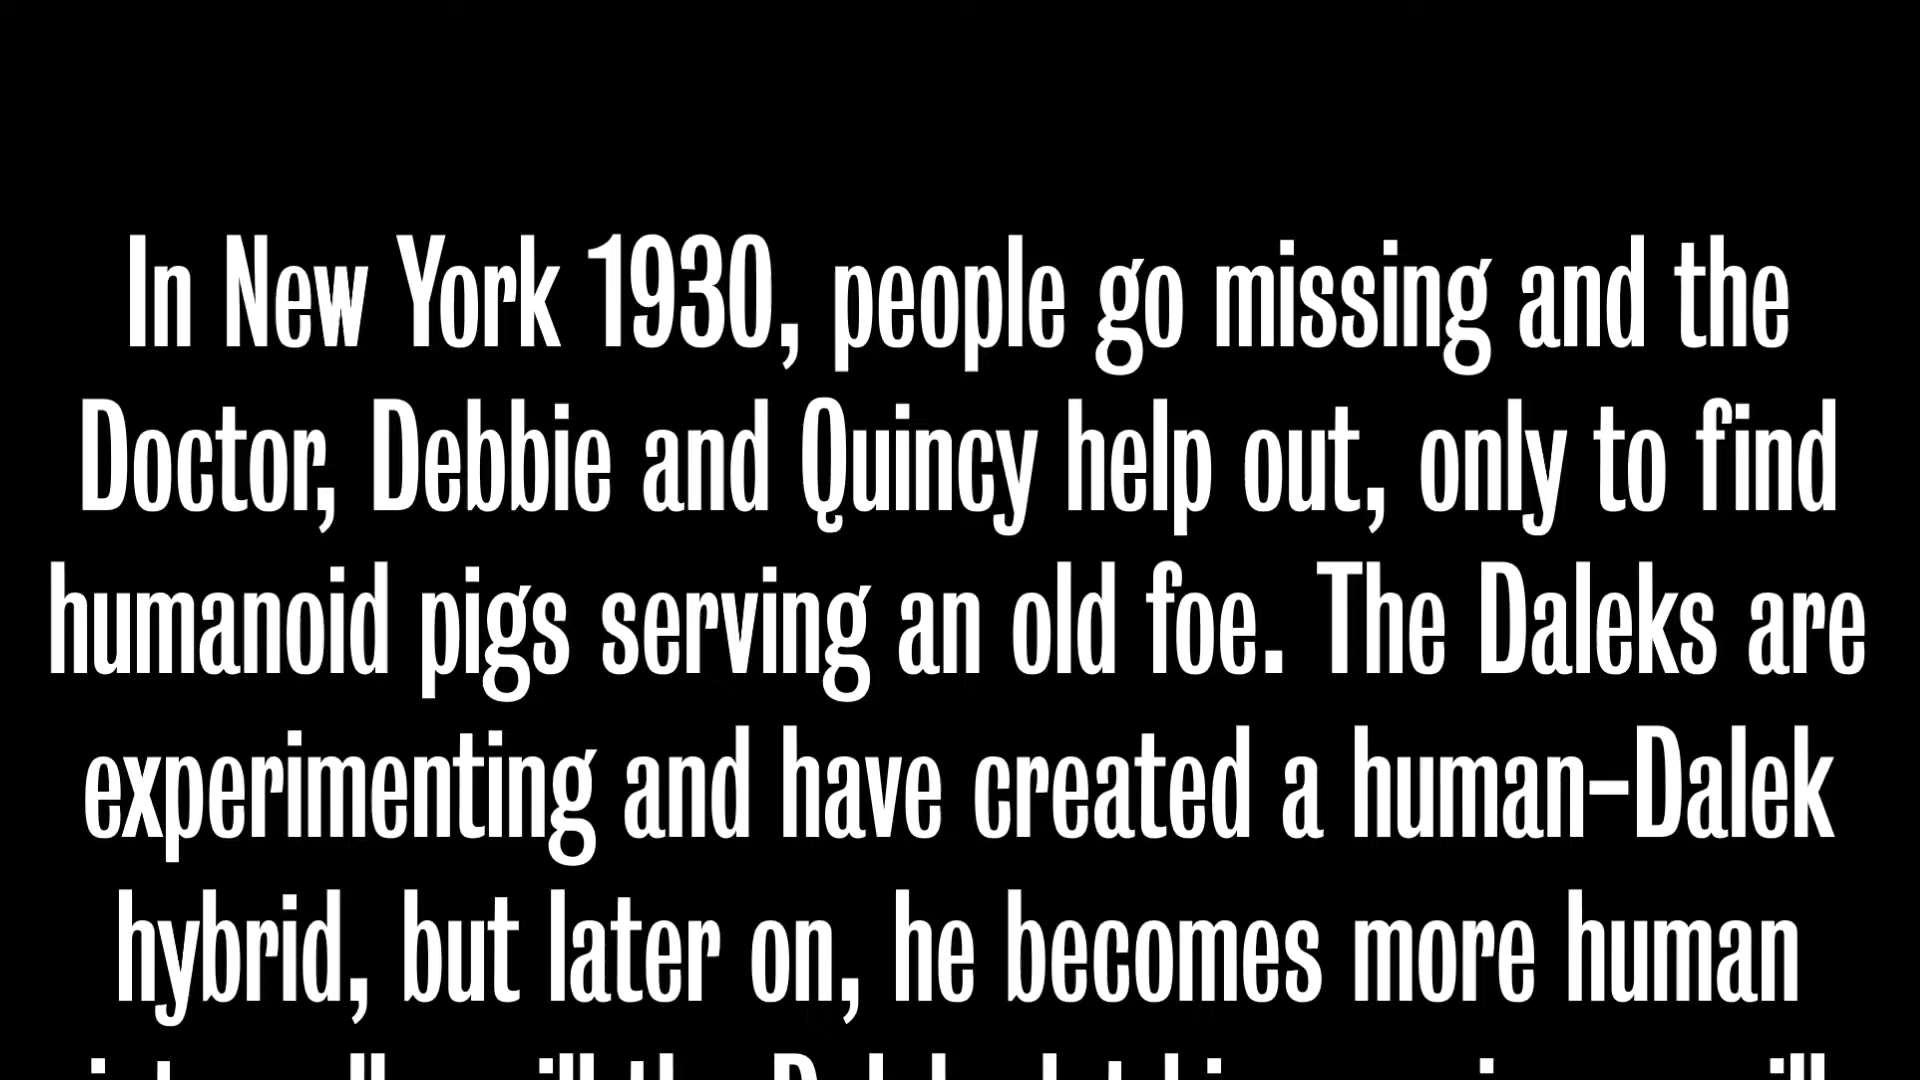 In New York 1930, people go missing and the
Doctor, Debbie and Quincy help out, only to find
humanoid pigs serving an old foe. The Daleks are
experimenting and have created a human-Dalek
hybrid, but later on, he becomes more human